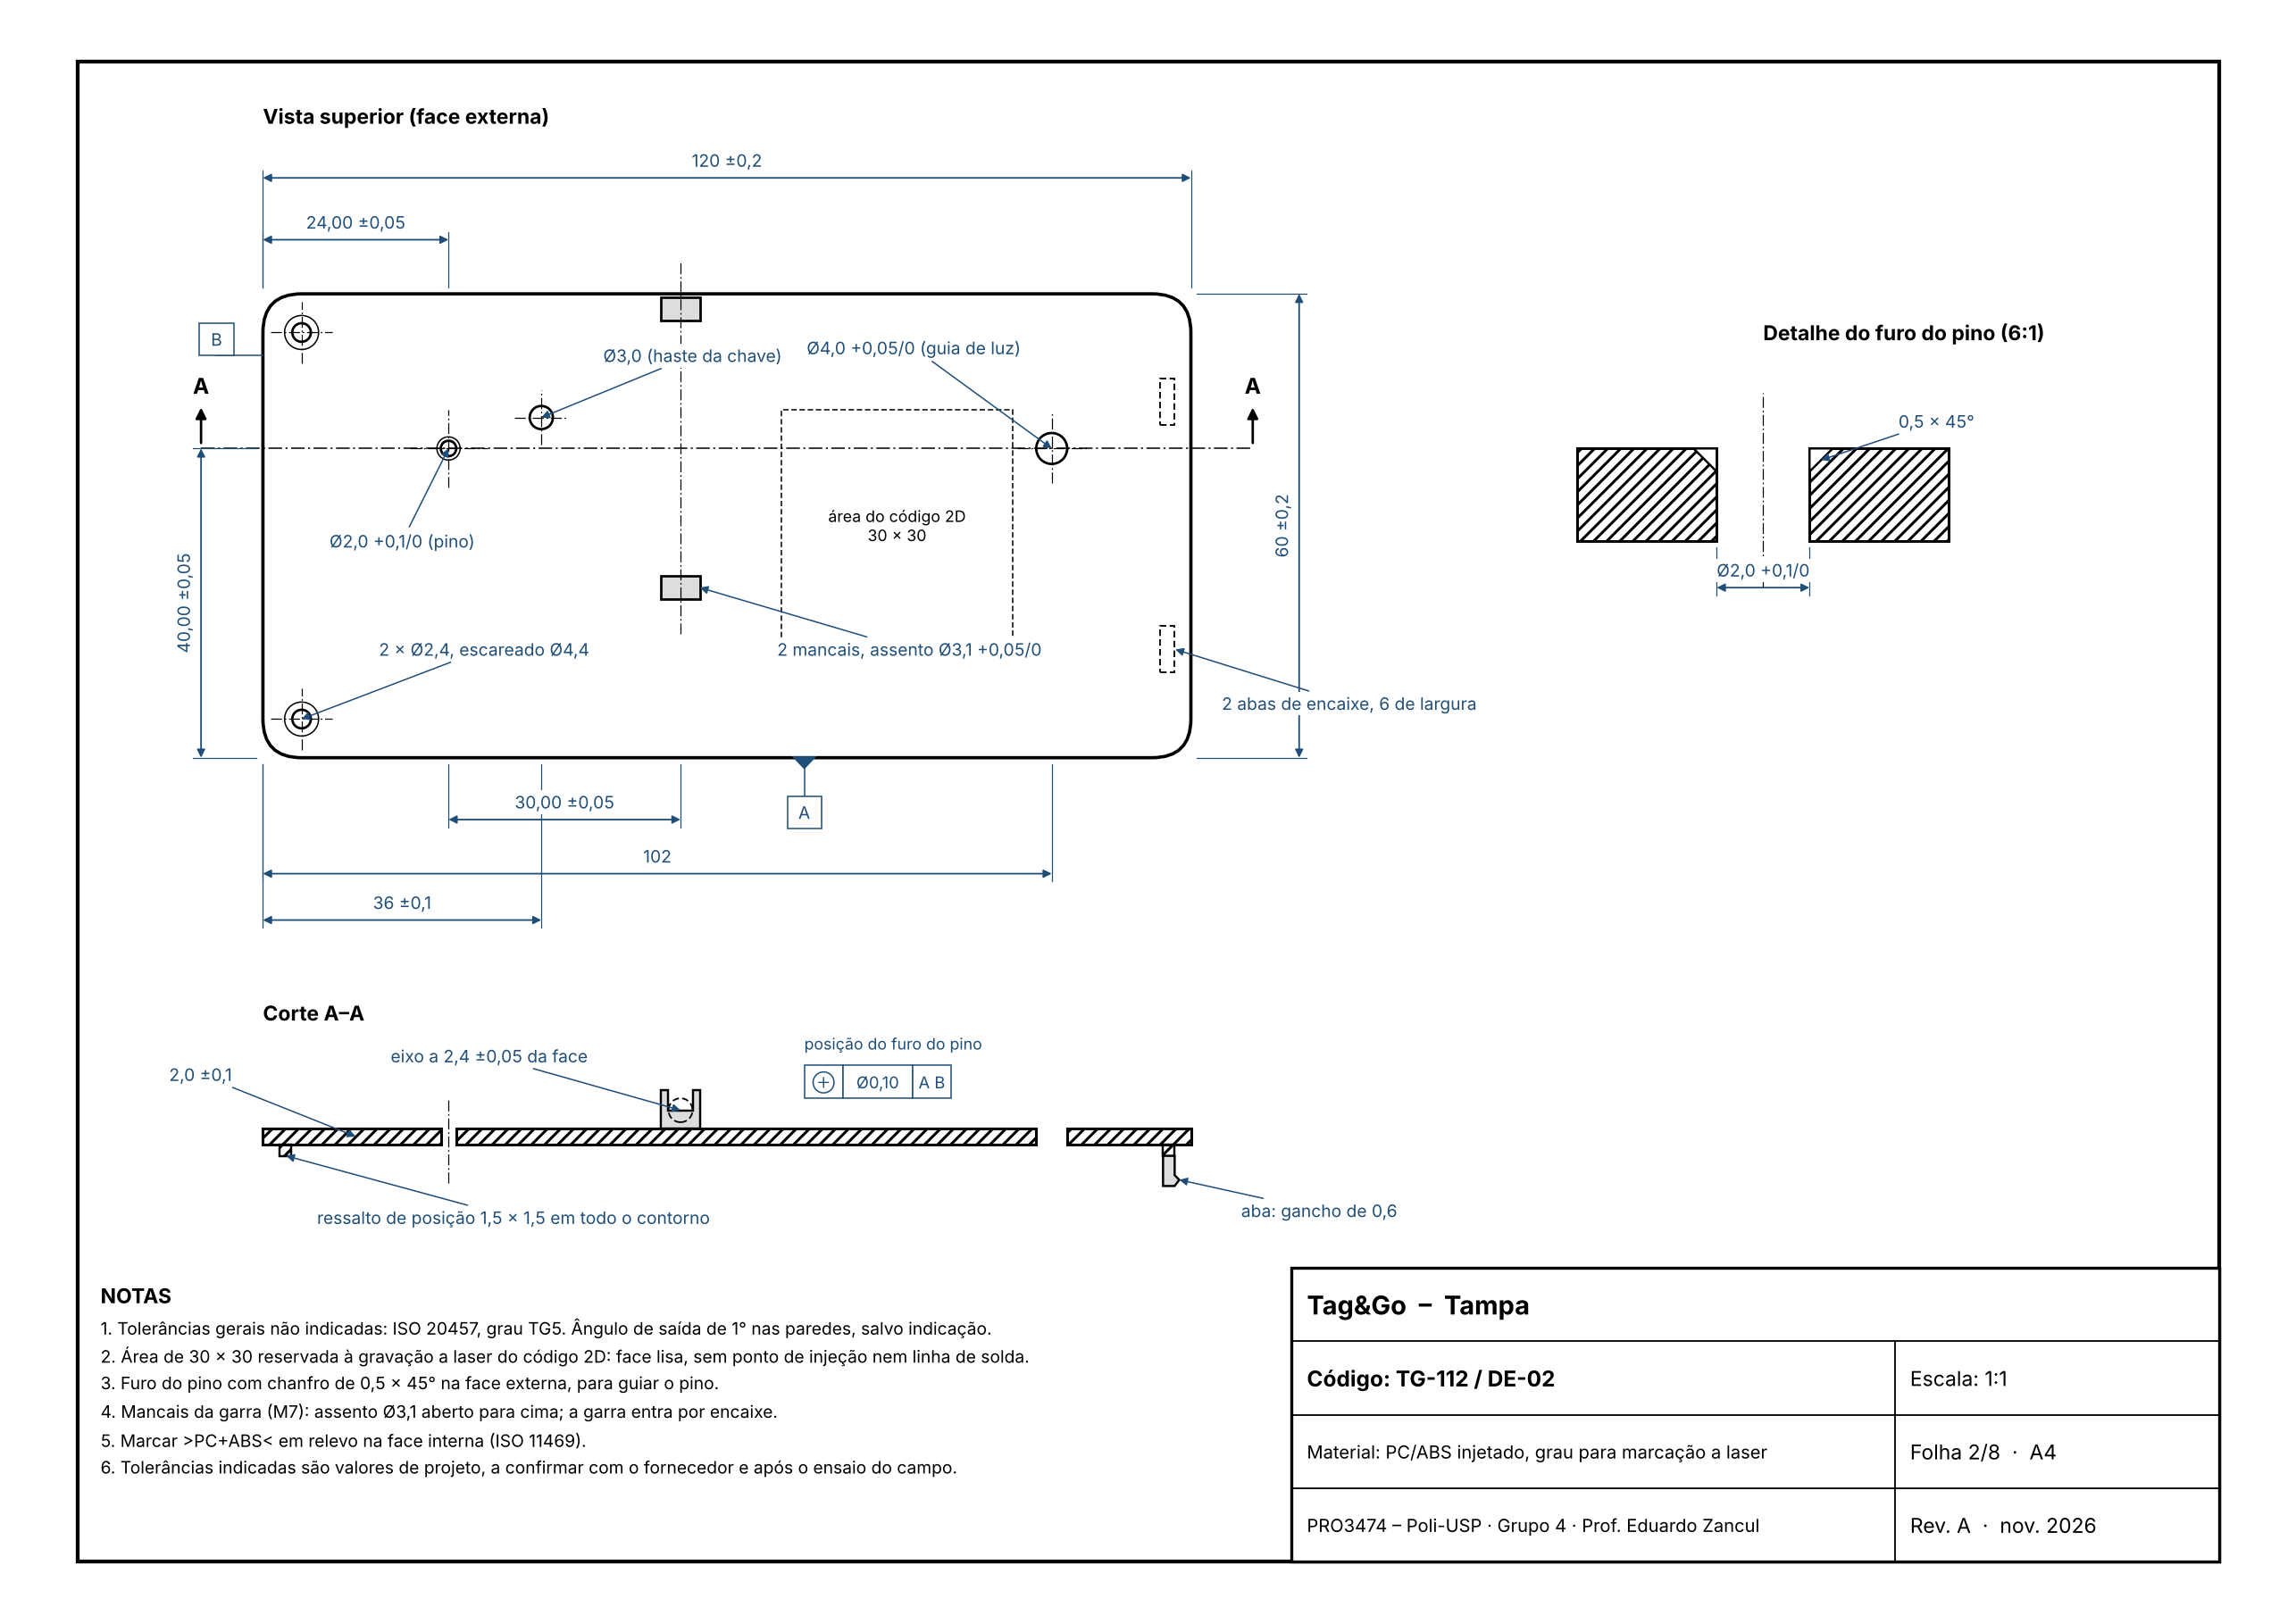 Vista superior (face externa)
120 ±0,2
24,00 ±0,05
B
A
A
Ø3,0 (haste da chave)
Ø4,0 +0,05/0 (guia de luz)
Detalhe do furo do pino (6:1)
0,5 × 45°
área do código 2D
30 × 30
60 ±0,2
Ø2,0 +0,1/0 (pino)
Ø2,0 +0,1/0
40,00 ±0,05
2 × Ø2,4, escareado Ø4,4
2 mancais, assento Ø3,1 +0,05/0
2 abas de encaixe, 6 de largura
30,00 ±0,05
A
102
36 ±0,1
Corte A–A
posição do furo do pino
eixo a 2,4 ±0,05 da face
2,0 ±0,1
Ø0,10
A B
ressalto de posição 1,5 × 1,5 em todo o contorno
aba: gancho de 0,6
NOTAS
1. Tolerâncias gerais não indicadas: ISO 20457, grau TG5. Ângulo de saída de 1° nas paredes, salvo indicação.
2. Área de 30 × 30 reservada à gravação a laser do código 2D: face lisa, sem ponto de injeção nem linha de solda.
3. Furo do pino com chanfro de 0,5 × 45° na face externa, para guiar o pino.
4. Mancais da garra (M7): assento Ø3,1 aberto para cima; a garra entra por encaixe.
5. Marcar >PC+ABS< em relevo na face interna (ISO 11469).
6. Tolerâncias indicadas são valores de projeto, a confirmar com o fornecedor e após o ensaio do campo.
Tag&Go – Tampa
Código: TG-112 / DE-02
Escala: 1:1
Material: PC/ABS injetado, grau para marcação a laser
Folha 2/8 · A4
PRO3474 – Poli-USP · Grupo 4 · Prof. Eduardo Zancul
Rev. A · nov. 2026